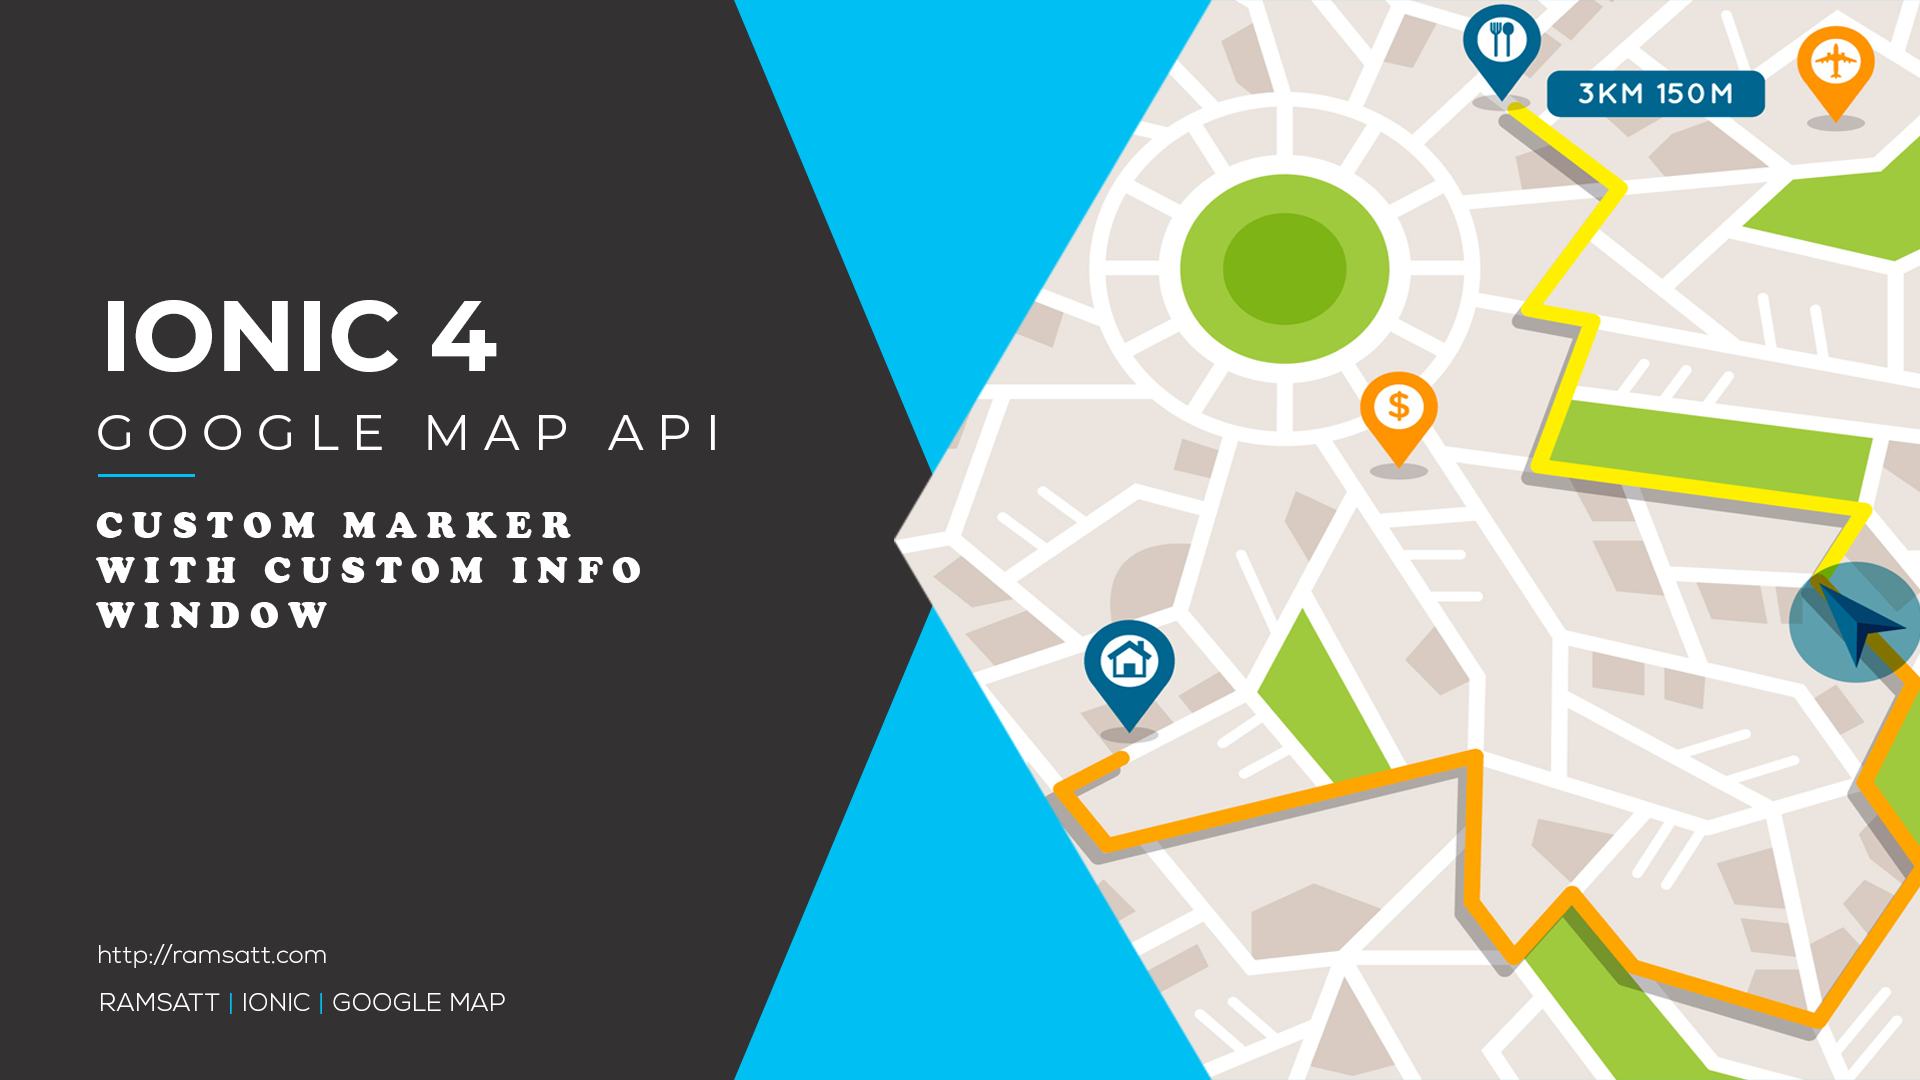 IONIC 4
GOOGLE MAP API
CUSTOM MARKER
WITH CUSTOM INFO
WINDOW
http://ramsatt.com
RAMSATT | IONIC | GOOGLE MAP
3KM 150M
$